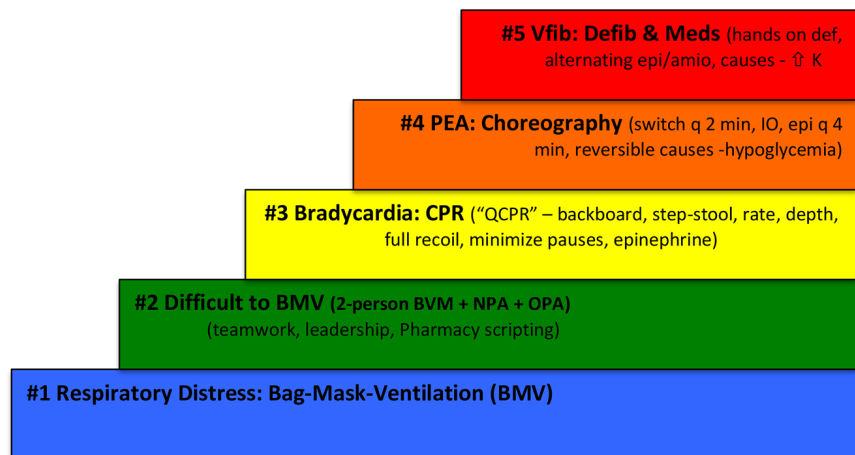 #5 Vfib: Defib & Meds (hands on def,
alternating epi/amio, causes - ⇧ K
#4 PEA: Choreography (switch q 2 min, IO, epi q 4
min, reversible causes -hypoglycemia)
#3 Bradycardia: CPR (“QCPR” – backboard, step-stool, rate, depth,
full recoil, minimize pauses, epinephrine)
#2 Difficult to BMV (2-person BVM + NPA + OPA)
(teamwork, leadership, Pharmacy scripting)
#1 Respiratory Distress: Bag-Mask-Ventilation (BMV)